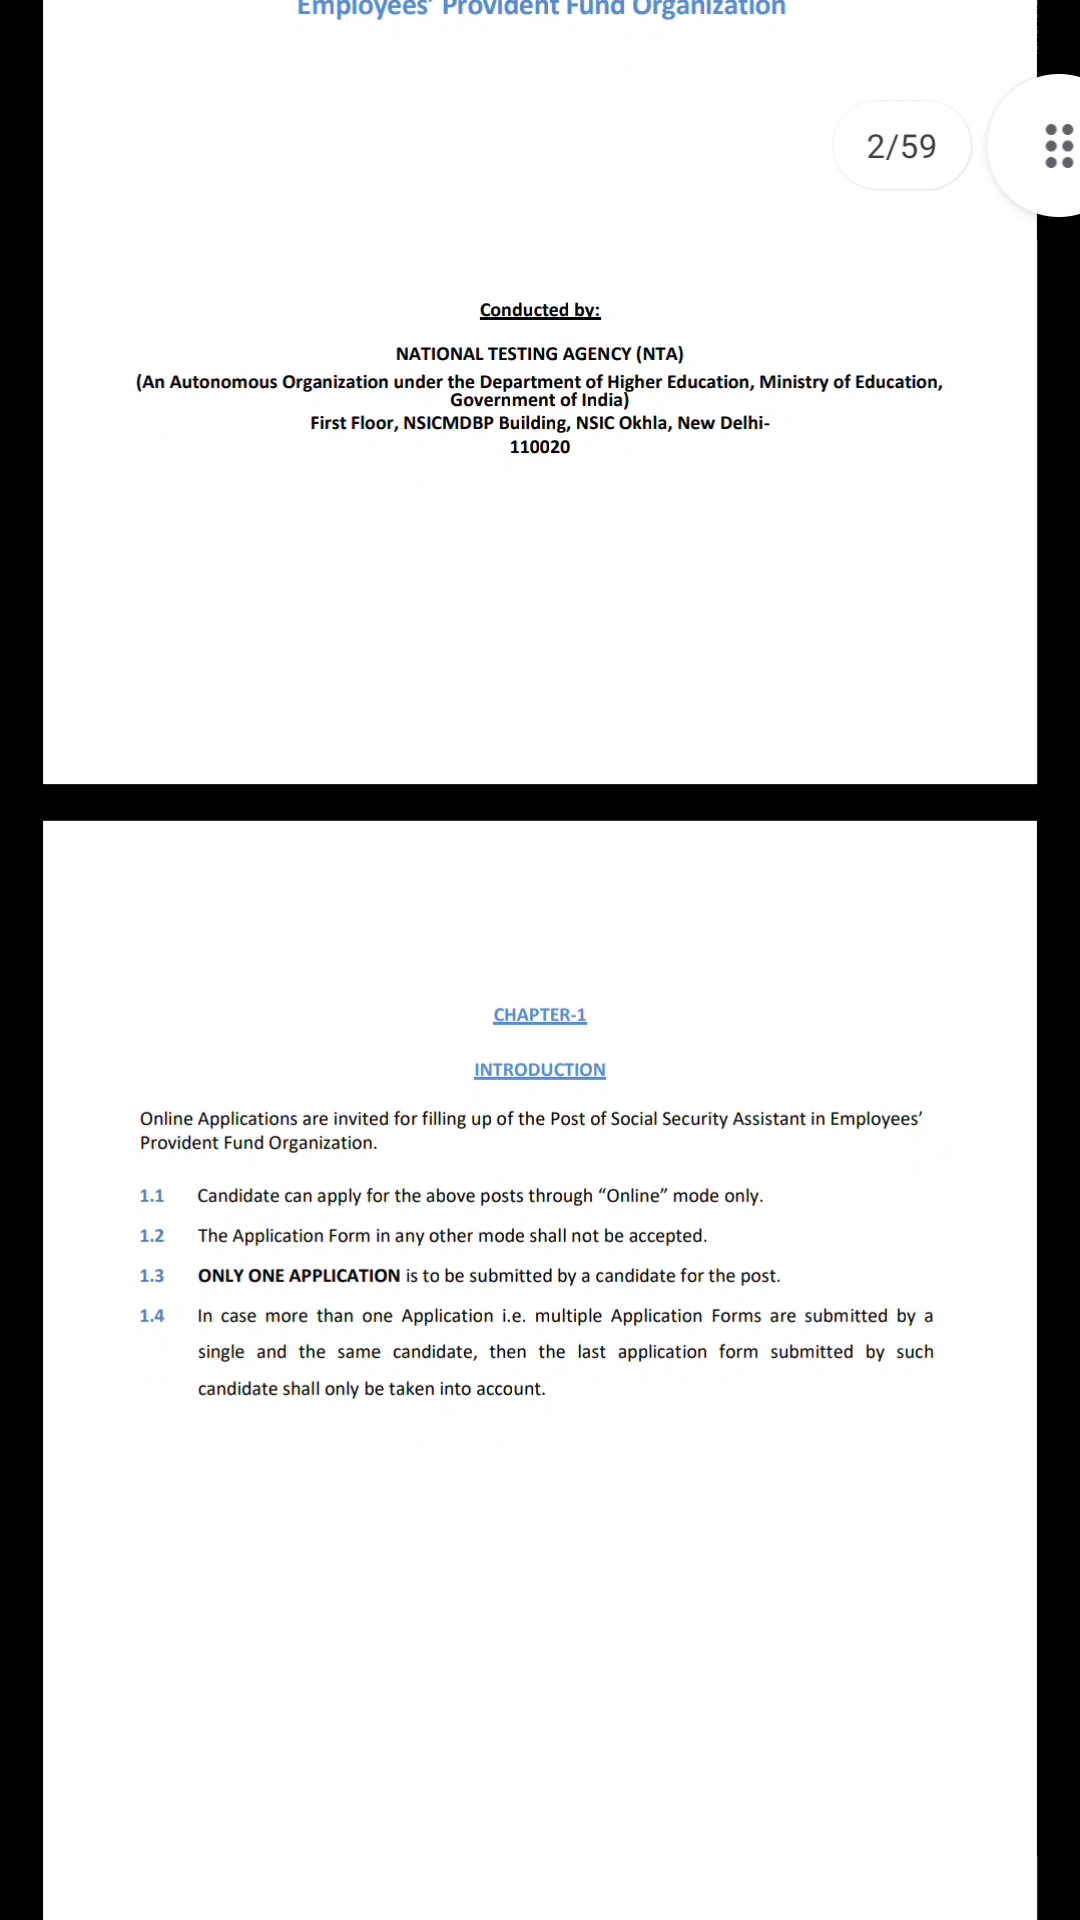 Employees' Provident Fund Organization
2/59
Conducted by:
NATIONAL TESTING AGENCY (NTA)
(An Autonomous Organization under the Department of Higher Education, Ministry of Education,
Government of India)
First Floor, NSICMDBP Building, NSIC Okhla, New Delhi-
110020
CHAPTER-1
INTRODUCTION
Online Applications are invited for filling up of the Post of Social Security Assistant in Employees’
Provident Fund Organization.
1.1 Candidate can apply for the above posts through “Online” mode only.
1.2 The Application Form in any other mode shall not be accepted.
1.3 ONLY ONE APPLICATION is to be submitted by a candidate for the post.
1.4 In case more than one Application i.e. multiple Application Forms are submitted by a
single and the same candidate, then the last application form submitted by such
candidate shall only be taken into account.